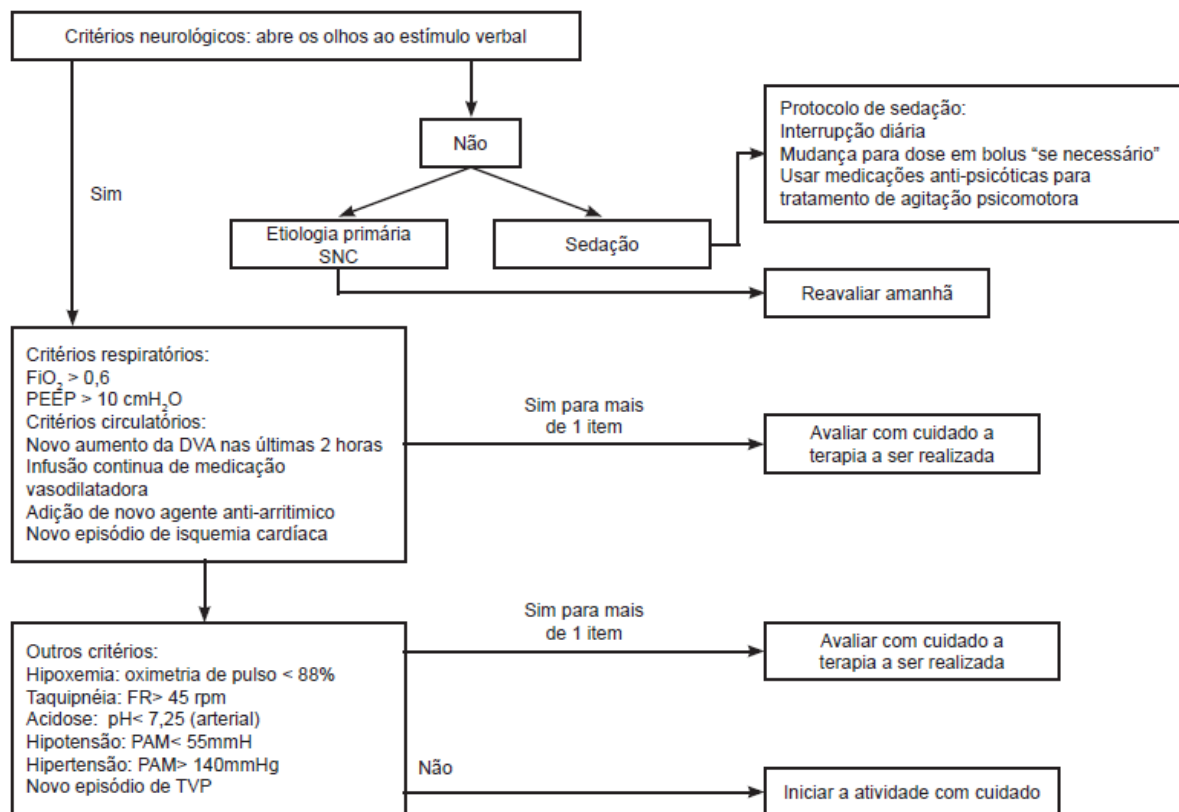 Critérios neurológicos: abre os olhos ao estímulo verbal
Não
Sim
Etiologia primária
SNC
Sedação
Protocolo de sedação:
Interrupção diária
Mudança para dose em bolus “se necessário”
Usar medicações anti-psicóticas para
tratamento de agitação psicomotora
Reavaliar amanhã
Critérios respiratórios:
FiO₂ > 0,6
PEEP > 10 cmH₂O
Critérios circulatórios:
Novo aumento da DVA nas últimas 2 horas
Infusão continua de medicação
vasodilatadora
Adição de novo agente anti-arritimico
Novo episódio de isquemia cardíaca
Sim para mais
de 1 item
Avaliar com cuidado a
terapia a ser realizada
Outros critérios:
Hipoxemia: oximetria de pulso < 88%
Taquipnéia: FR> 45 rpm
Acidose: pH< 7,25 (arterial)
Hipotensão: PAM< 55mmH
Hipertensão: PAM> 140mmHg
Novo episódio de TVP
Sim para mais
de 1 item
Avaliar com cuidado a
terapia a ser realizada
Não
Iniciar a atividade com cuidado